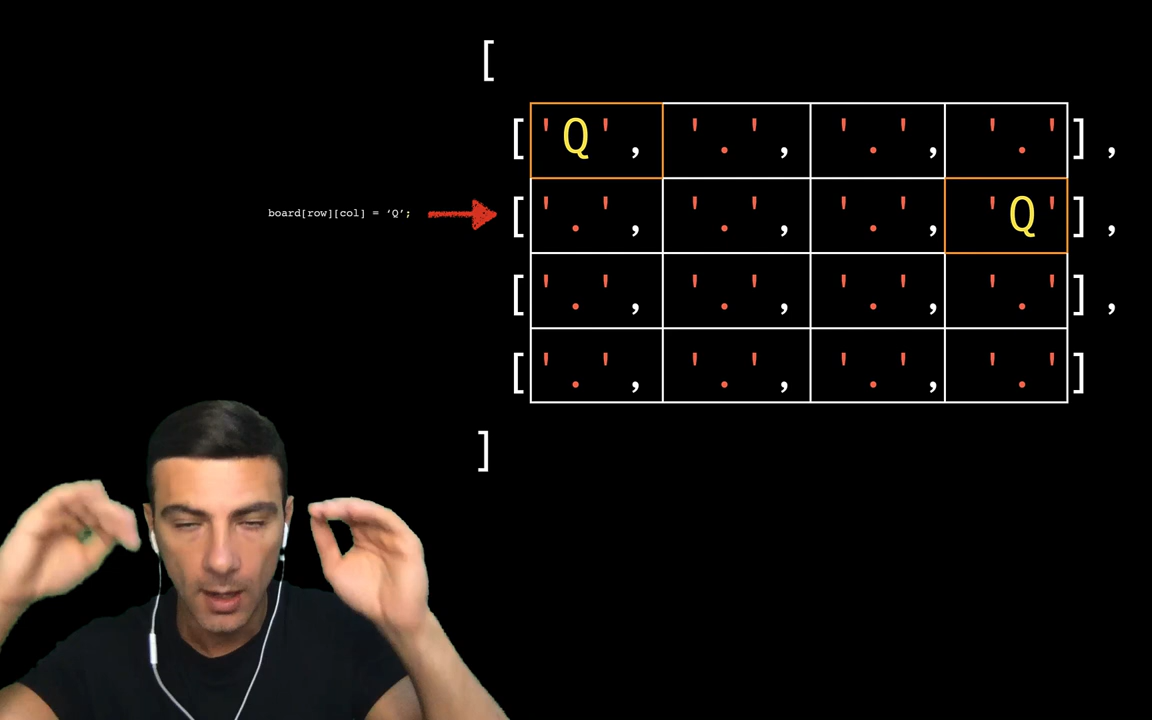 [
['Q', '.', '.', '.'],
board[row][col] = ‘Q’;
['.', '.', '.', 'Q'],
['.', '.', '.', '.'],
['.', '.', '.', '.']
]